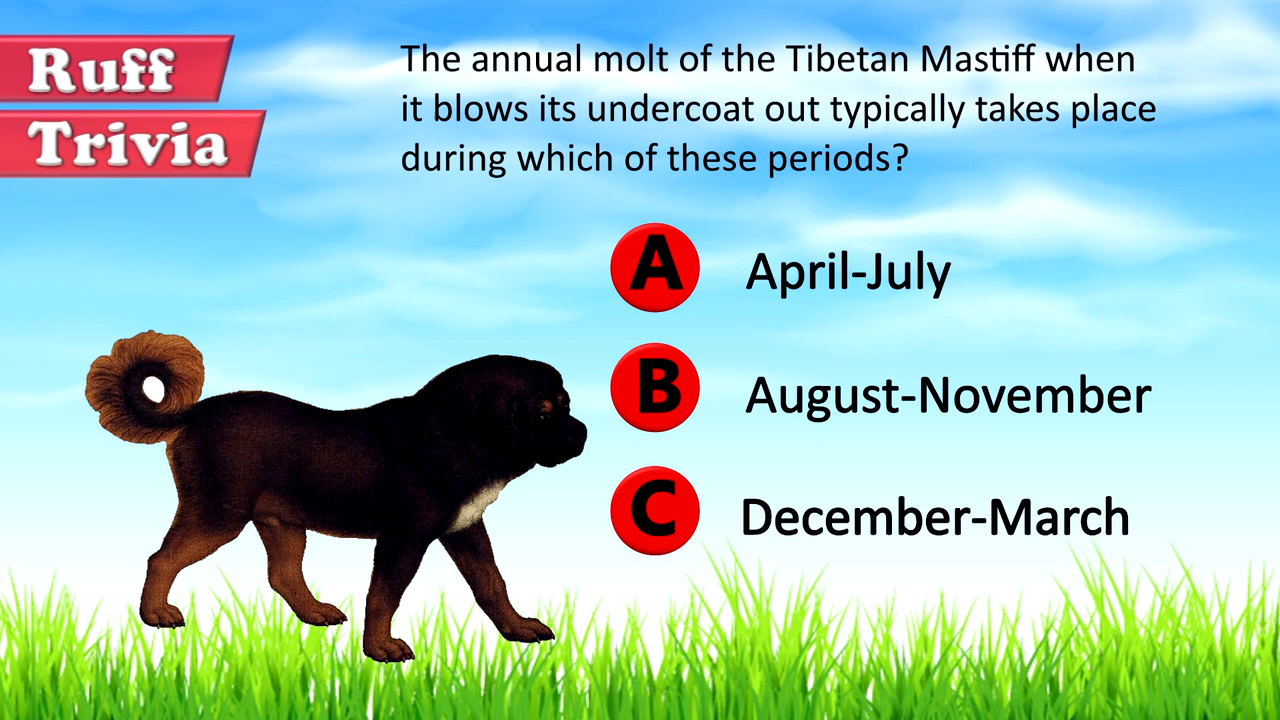 Ruff
Trivia
The annual molt of the Tibetan Mastiff when
it blows its undercoat out typically takes place
during which of these periods?
A April-July
B August-November
C December-March